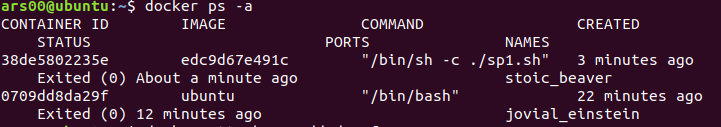 ars00@ubuntu:~$ docker ps -a
CONTAINER ID        IMAGE               COMMAND                  CREATED
    STATUS                          PORTS               NAMES
38de5802235e        edc9d67e491c        "/bin/sh -c ./sp1.sh"    3 minutes ago
    Exited (0) About a minute ago                       stoic_beaver
0709dd8da29f        ubuntu              "/bin/bash"              22 minutes ago
    Exited (0) 12 minutes ago                           jovial_einstein